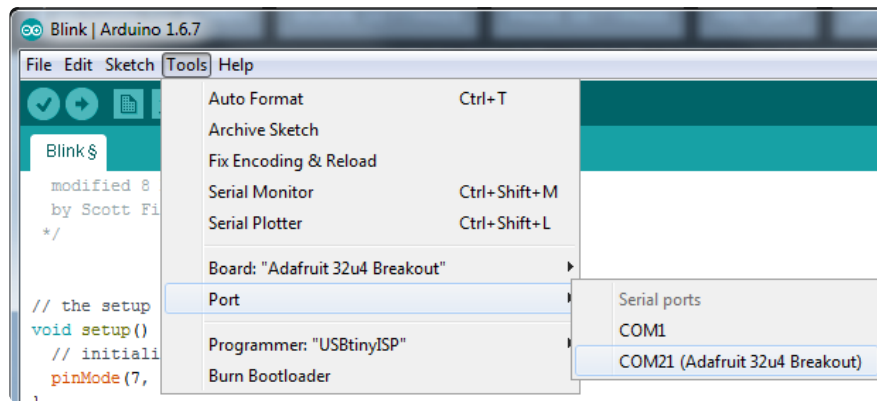 Blink | Arduino 1.6.7
File Edit Sketch Tools Help
Auto Format Ctrl+T
Archive Sketch
Blink§
Fix Encoding & Reload
modified 8
Serial Monitor Ctrl+Shift+M
by Scott Fi
Serial Plotter Ctrl+Shift+L
*/
Board: "Adafruit 32u4 Breakout"
// the setup
Port
Serial ports
void setup()
COM1
// initiali
Programmer: "USBtinyISP"
COM21 (Adafruit 32u4 Breakout)
pinMode(7,
Burn Bootloader